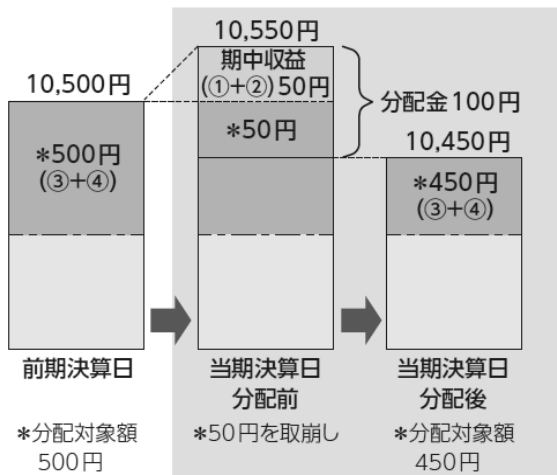 10,550円
期中収益
(①+②)50円
10,500円
分配金100円
*50円
10,450円
*500円
(③+④)
*450円
(③+④)
前期決算日
当期決算日
分配前
当期決算日
分配後
*分配対象額
500円
*50円を取崩し
*分配対象額
450円